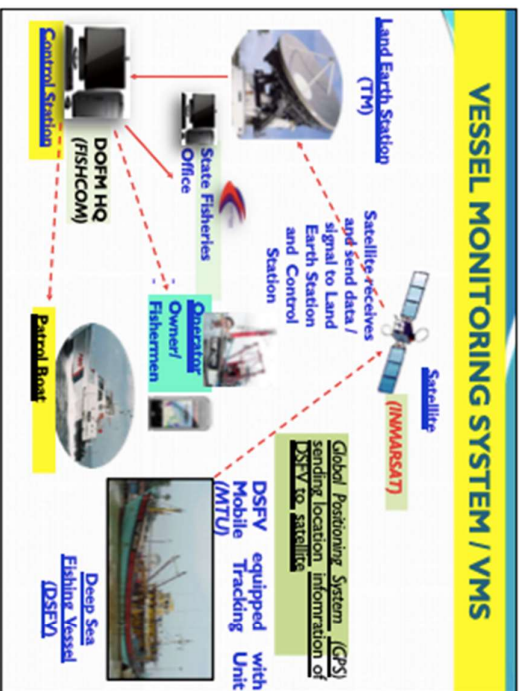 VESSEL MONITORING SYSTEM / VMS
Satellite
(INMARSAT)
Land Earth Station
(TM)
Satellite receives
and send data /
signal to Land
Earth Station
and Control
Station
Global Positioning System (GPS)
sending location infomration of
DSFV to satellite
State Fisheries
Office
DOFM HQ
(FISHCOM)
Control Station
- Operator
- Owner/
Fishermen
Patrol Boat
DSFV equipped with
Mobile Tracking Unit
(MTU)
Deep Sea
Fishing Vessel
(DSFV)